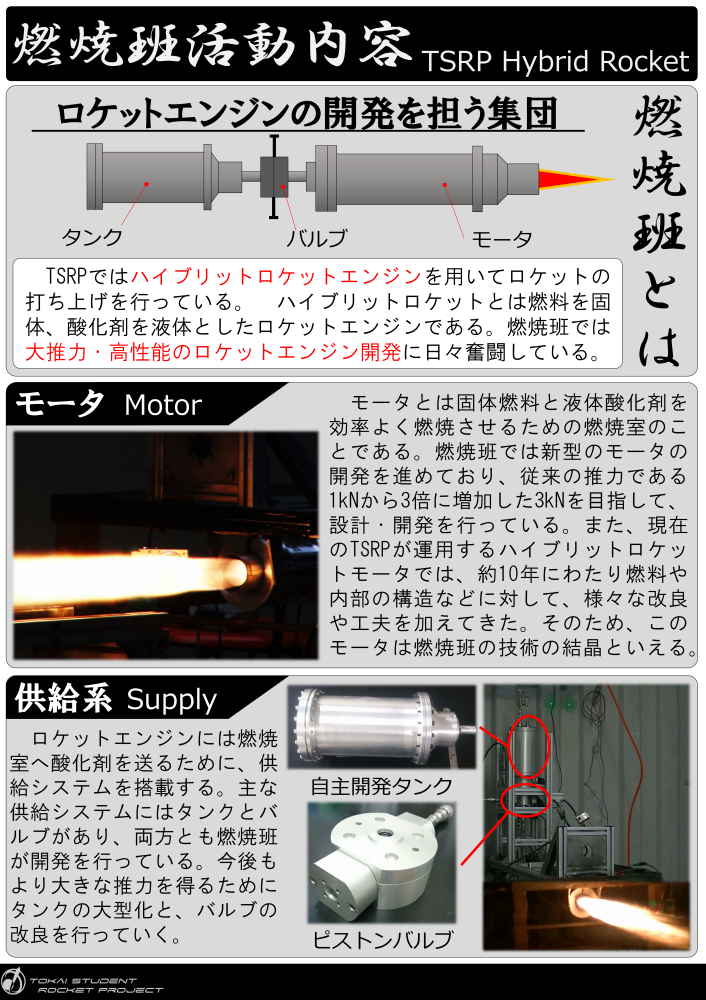 燃焼班活動内容 TSRP Hybrid Rocket
ロケットエンジンの開発を担う集団
燃焼班とは
タンク
バルブ
モータ
TSRPではハイブリットロケットエンジンを用いてロケットの
打ち上げを行っている。 ハイブリットロケットとは燃料を固
体、酸化剤を液体としたロケットエンジンである。燃焼班では
大推力・高性能のロケットエンジン開発に日々奮闘している。
モータ Motor
モータとは固体燃料と液体酸化剤を
効率よく燃焼させるための燃焼室のこ
とである。燃焼班では新型のモータの
開発を進めており、従来の推力である
1kNから3倍に増加した3kNを目指して、
設計・開発を行っている。また、現在
のTSRPが運用するハイブリットロケッ
トモータでは、約10年にわたり燃料や
内部の構造などに対して、様々な改良
や工夫を加えてきた。そのため、この
モータは燃焼班の技術の結晶といえる。
供給系 Supply
ロケットエンジンには燃焼
室へ酸化剤を送るために、供
給システムを搭載する。主な
供給システムにはタンクとバ
ルブがあり、両方とも燃焼班
が開発を行っている。今後も
より大きな推力を得るために
タンクの大型化と、バルブの
改良を行っていく。
自主開発タンク
ピストンバルブ
TOKAI STUDENT
ROCKET PROJECT